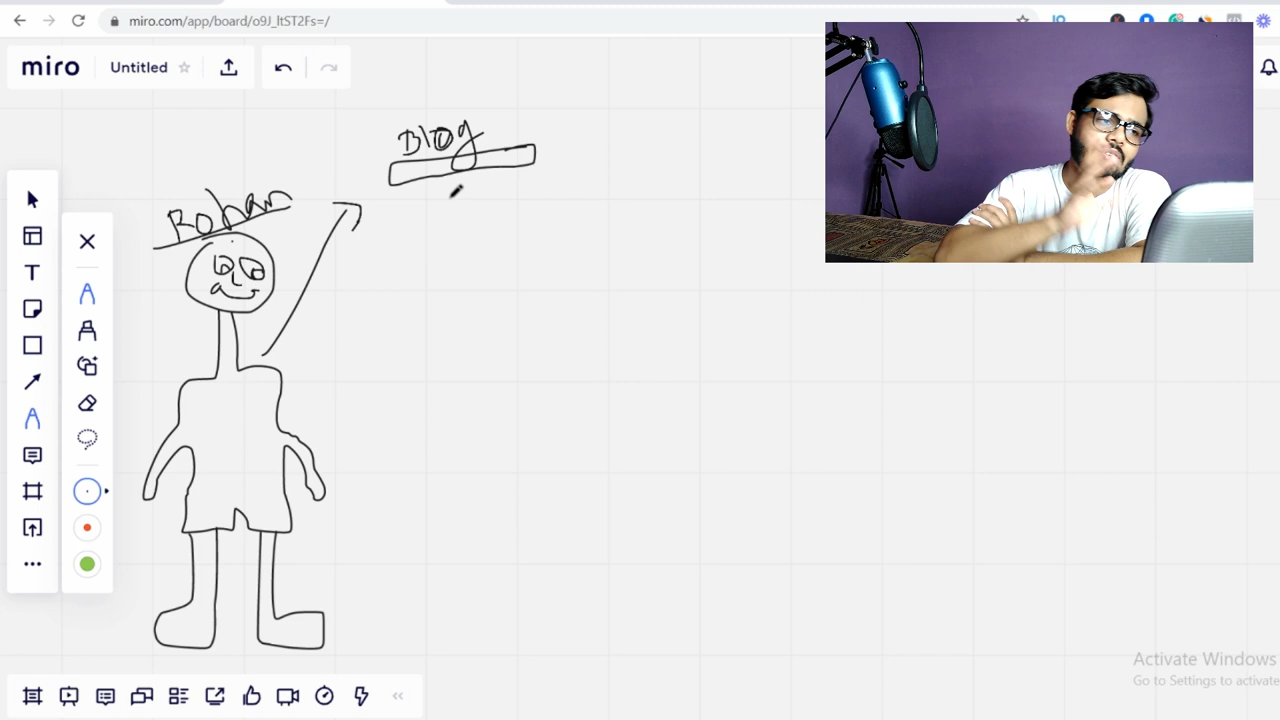 miro.com/app/board/o9J_ltST2Fs=/
miro
Untitled
Blog
Rohan
T
Activate Windows
Go to Settings to activate